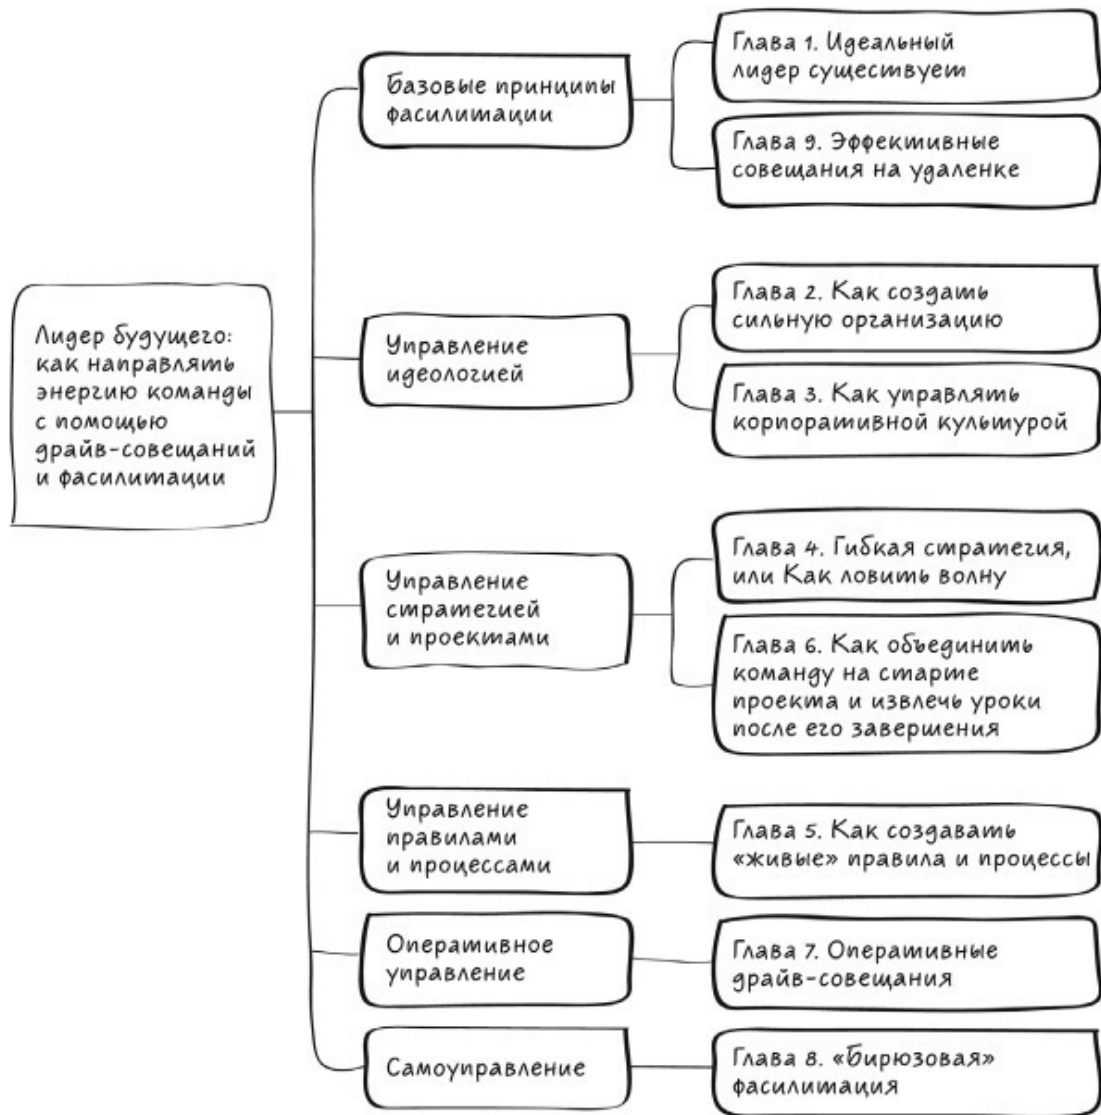 Лидер будущего:
как направлять
энергию команды
с помощью
драйв-совещаний
и фасилитации
Базовые принципы
фасилитации
Глава 1. Идеальный
лидер существует
Глава 9. Эффективные
совещания на удаленке
Управление
идеологией
Глава 2. Как создать
сильную организацию
Глава 3. Как управлять
корпоративной культурой
Управление
стратегией
и проектами
Глава 4. Гибкая стратегия,
или Как ловить волну
Глава 6. Как объединить
команду на старте
проекта и извлечь уроки
после его завершения
Управление
правилами
и процессами
Глава 5. Как создавать
«живые» правила и процессы
Оперативное
управление
Глава 7. Оперативные
драйв-совещания
Самоуправление
Глава 8. «Бирюзовая»
фасилитация